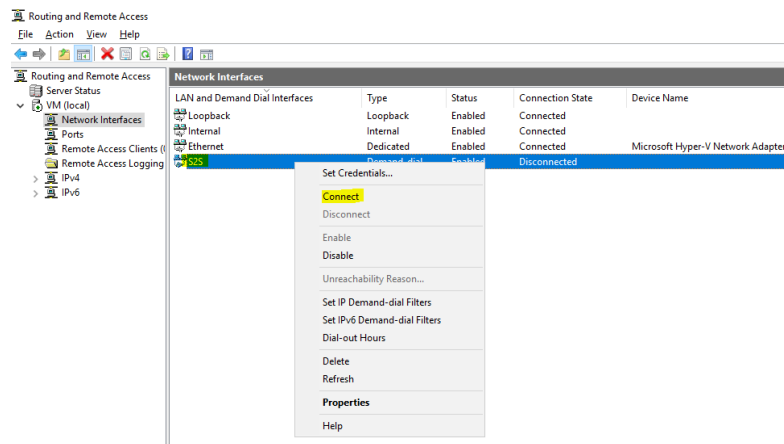 Routing and Remote Access
File Action View Help
Routing and Remote Access
Server Status
VM (local)
Network Interfaces
Ports
Remote Access Clients (
Remote Access Logging
IPv4
IPv6
Network Interfaces
LAN and Demand Dial Interfaces Type Status Connection State Device Name
Loopback Loopback Enabled Connected
Internal Internal Enabled Connected
Ethernet Dedicated Enabled Connected Microsoft Hyper-V Network Adapter
S2S Demand-dial Enabled Disconnected
Set Credentials...
Connect
Disconnect
Enable
Disable
Unreachability Reason...
Set IP Demand-dial Filters
Set IPv6 Demand-dial Filters
Dial-out Hours
Delete
Refresh
Properties
Help